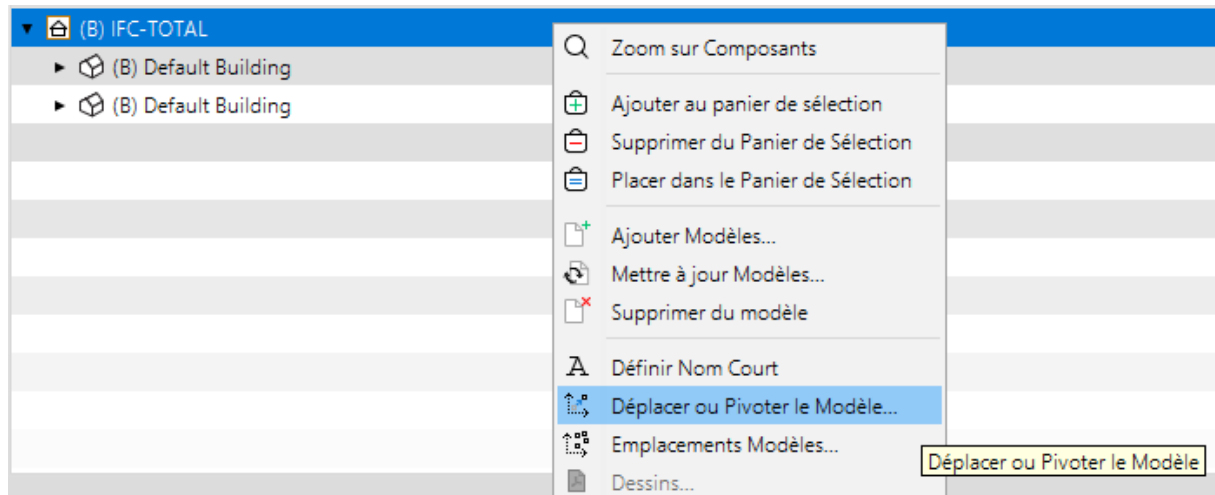 (B) IFC-TOTAL
(B) Default Building
(B) Default Building
Zoom sur Composants
Ajouter au panier de sélection
Supprimer du Panier de Sélection
Placer dans le Panier de Sélection
Ajouter Modèles...
Mettre à jour Modèles...
Supprimer du modèle
Définir Nom Court
Déplacer ou Pivoter le Modèle...
Emplacements Modèles...
Déplacer ou Pivoter le Modèle
Dessins...